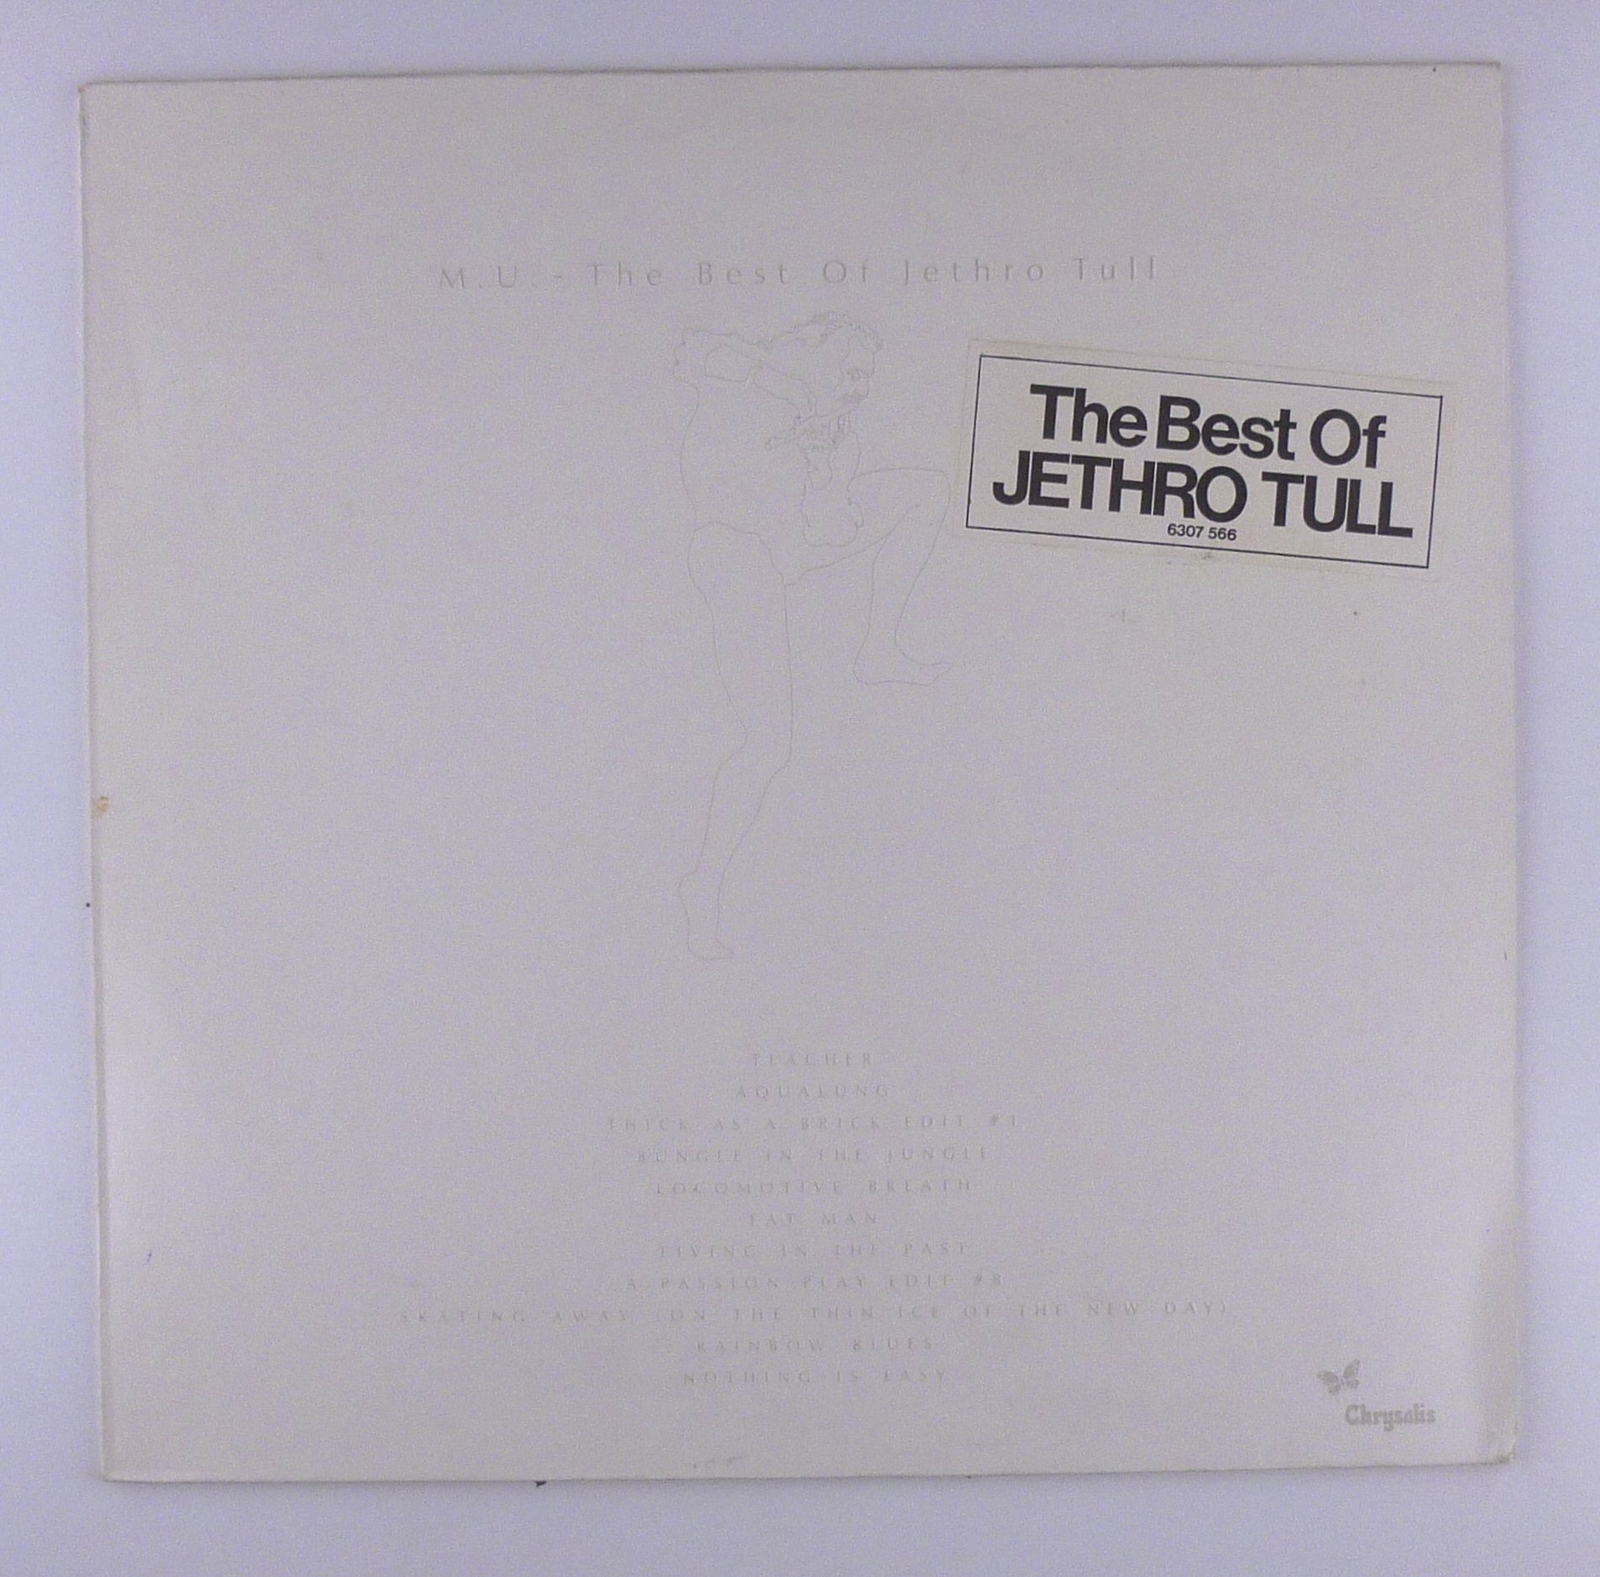 M.U. - The Best Of Jethro Tull
The Best Of
JETHRO TULL
6307 566
TEACHER
AQUALUNG
THICK AS A BRICK EDIT #1
BUNGLE IN THE JUNGLE
LOCOMOTIVE BREATH
FAT MAN
LIVING IN THE PAST
A PASSION PLAY EDIT #8
SKATING AWAY (ON THE THIN ICE OF THE NEW DAY)
RAINBOW BLUES
NOTHING IS EASY
Chrysalis